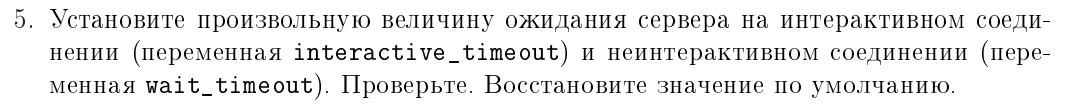 5. Установите произвольную величину ожидания сервера на интерактивном соеди-
нении (переменная interactive_timeout) и неинтерактивном соединении (пере-
менная wait_timeout). Проверьте. Восстановите значение по умолчанию.